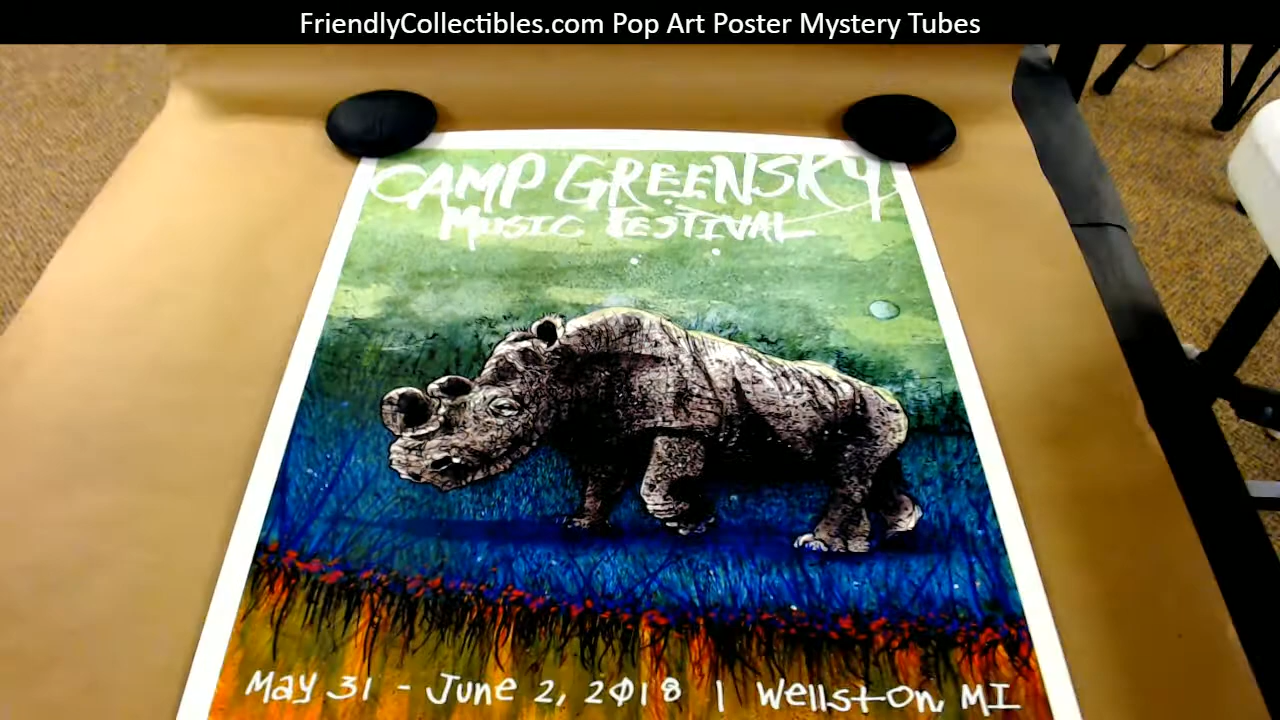 FriendlyCollectibles.com Pop Art Poster Mystery Tubes
CAMP GREENSKY
MUSIC FESTIVAL
May 31 - June 2, 2018 | Wellston, MI